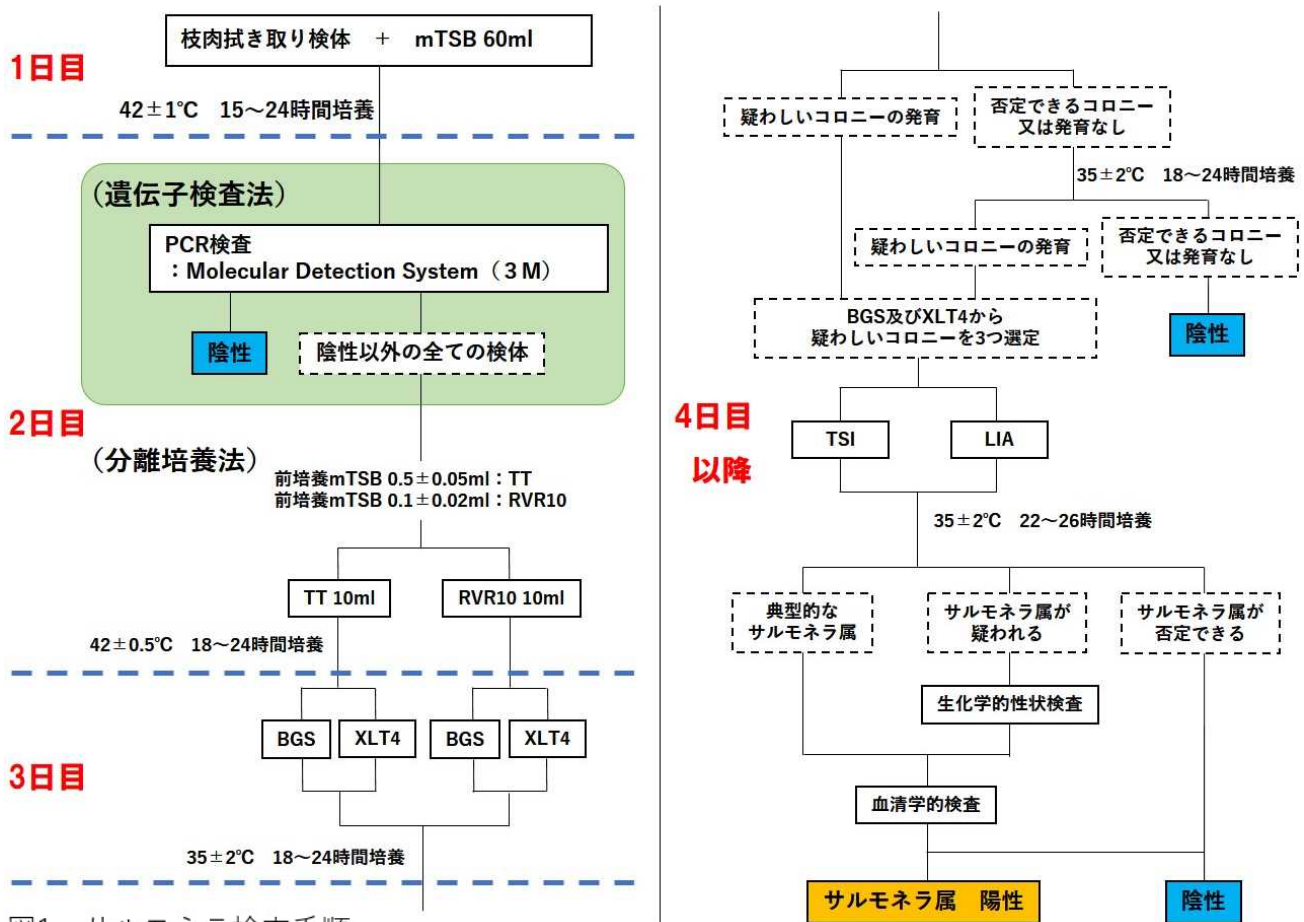 枝肉拭き取り検体 + mTSB 60ml
1日目
42±1℃ 15～24時間培養
(遺伝子検査法)
PCR検査
：Molecular Detection System（３M）
陰性
陰性以外の全ての検体
2日目
(分離培養法)
前培養mTSB 0.5±0.05ml：TT
前培養mTSB 0.1±0.02ml：RVR10
TT 10ml
RVR10 10ml
42±0.5℃ 18～24時間培養
BGS
XLT4
BGS
XLT4
3日目
35±2℃ 18～24時間培養
疑わしいコロニーの発育
否定できるコロニー
又は発育なし
35±2℃ 18～24時間培養
疑わしいコロニーの発育
否定できるコロニー
又は発育なし
BGS及びXLT4から
疑わしいコロニーを3つ選定
陰性
4日目
以降
TSI
LIA
35±2℃ 22～26時間培養
典型的な
サルモネラ属
サルモネラ属が
疑われる
サルモネラ属が
否定できる
生化学的性状検査
血清学的検査
サルモネラ属 陽性
陰性